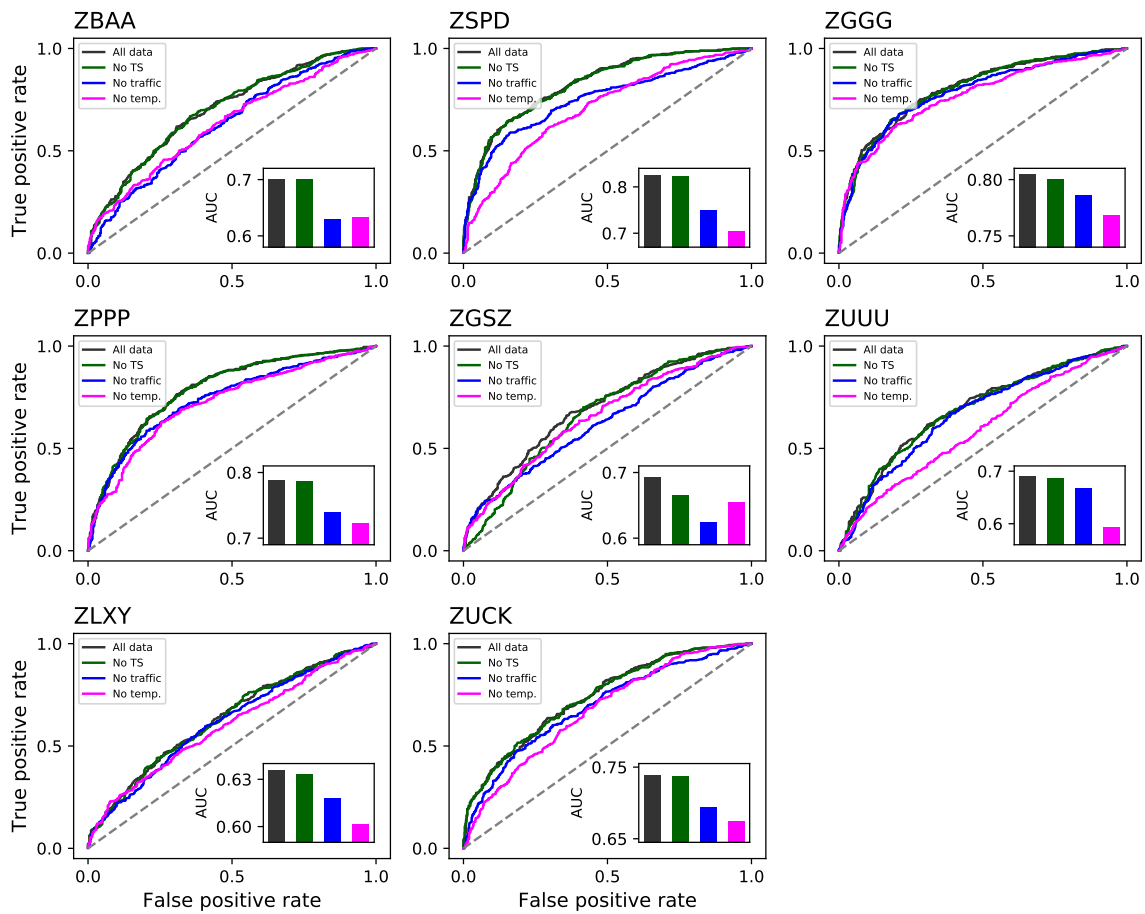 ZBAA
All data
No TS
No traffic
No temp.
1.0
0.5
0.0
True positive rate
AUC
0.7
0.6
0.0
0.5
1.0
ZSPD
All data
No TS
No traffic
No temp.
1.0
0.5
0.0
AUC
0.8
0.7
0.0
0.5
1.0
ZGGG
All data
No TS
No traffic
No temp.
1.0
0.5
0.0
AUC
0.80
0.75
0.0
0.5
1.0
ZPPP
All data
No TS
No traffic
No temp.
1.0
0.5
0.0
True positive rate
AUC
0.8
0.7
0.0
0.5
1.0
ZGSZ
All data
No TS
No traffic
No temp.
1.0
0.5
0.0
AUC
0.7
0.6
0.0
0.5
1.0
ZUUU
All data
No TS
No traffic
No temp.
1.0
0.5
0.0
AUC
0.7
0.6
0.0
0.5
1.0
ZLXY
All data
No TS
No traffic
No temp.
1.0
0.5
0.0
True positive rate
AUC
0.63
0.60
0.0
0.5
1.0
False positive rate
ZUCK
All data
No TS
No traffic
No temp.
1.0
0.5
0.0
AUC
0.75
0.65
0.0
0.5
1.0
False positive rate